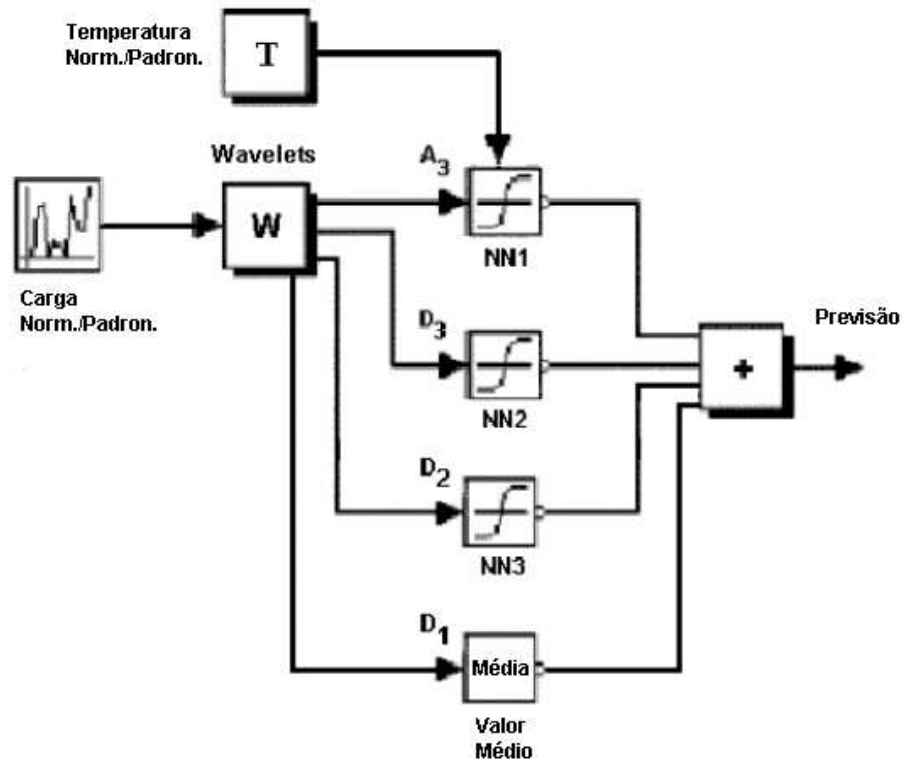 Temperatura
Norm./Padron.
T
Wavelets
A3
W
NN1
Carga
Norm./Padron.
D3
Previsão
+
NN2
D2
NN3
D1
Média
Valor
Médio